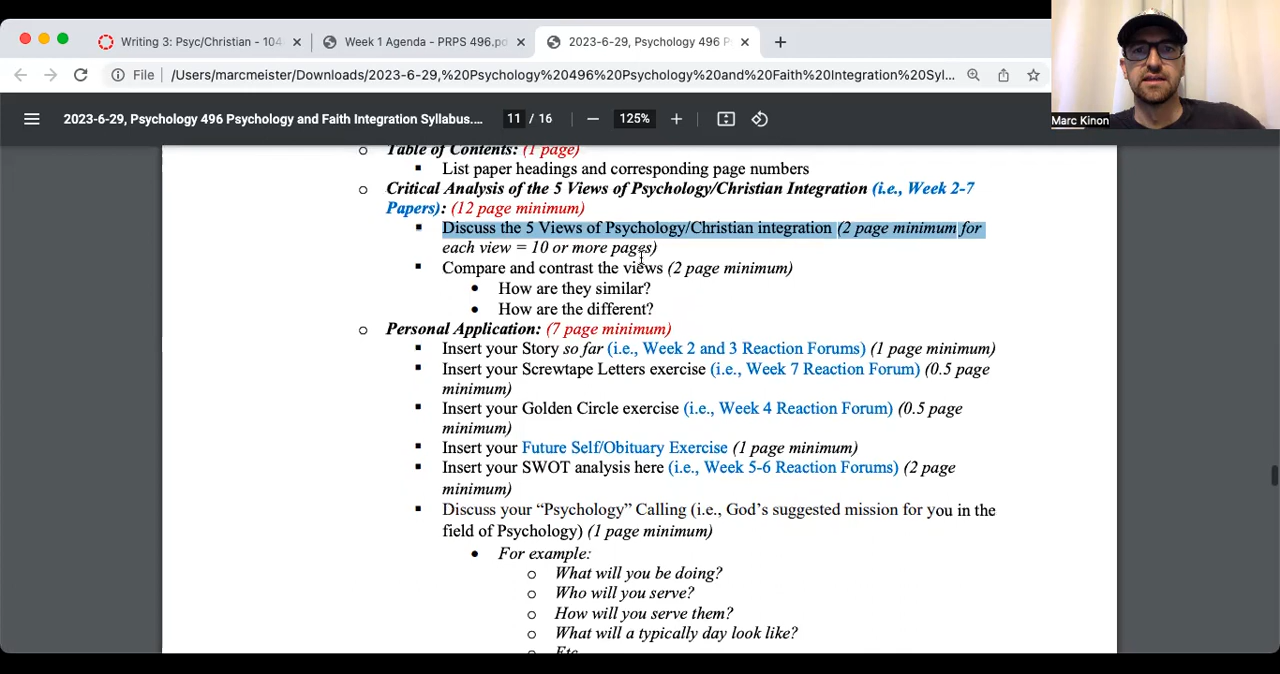 Writing 3: Psyc/Christian - 104
Week 1 Agenda - PRPS 496.po
2023-6-29, Psychology 496 P
File
/Users/marcmeister/Downloads/2023-6-29,%20Psychology%20496%20Psychology%20and%20Faith%20Integration%20Syl...
2023-6-29, Psychology 496 Psychology and Faith Integration Syllabus....
11 / 16
125%
Marc Kinon
o Table of Contents: (1 page)
▪ List paper headings and corresponding page numbers
o Critical Analysis of the 5 Views of Psychology/Christian Integration (i.e., Week 2-7
Papers): (12 page minimum)
▪ Discuss the 5 Views of Psychology/Christian integration (2 page minimum for
each view = 10 or more pages)
▪ Compare and contrast the views (2 page minimum)
• How are they similar?
• How are the different?
o Personal Application: (7 page minimum)
▪ Insert your Story so far (i.e., Week 2 and 3 Reaction Forums) (1 page minimum)
▪ Insert your Screwtape Letters exercise (i.e., Week 7 Reaction Forum) (0.5 page
minimum)
▪ Insert your Golden Circle exercise (i.e., Week 4 Reaction Forum) (0.5 page
minimum)
▪ Insert your Future Self/Obituary Exercise (1 page minimum)
▪ Insert your SWOT analysis here (i.e., Week 5-6 Reaction Forums) (2 page
minimum)
▪ Discuss your “Psychology” Calling (i.e., God’s suggested mission for you in the
field of Psychology) (1 page minimum)
• For example:
o What will you be doing?
o Who will you serve?
o How will you serve them?
o What will a typically day look like?
o Etc